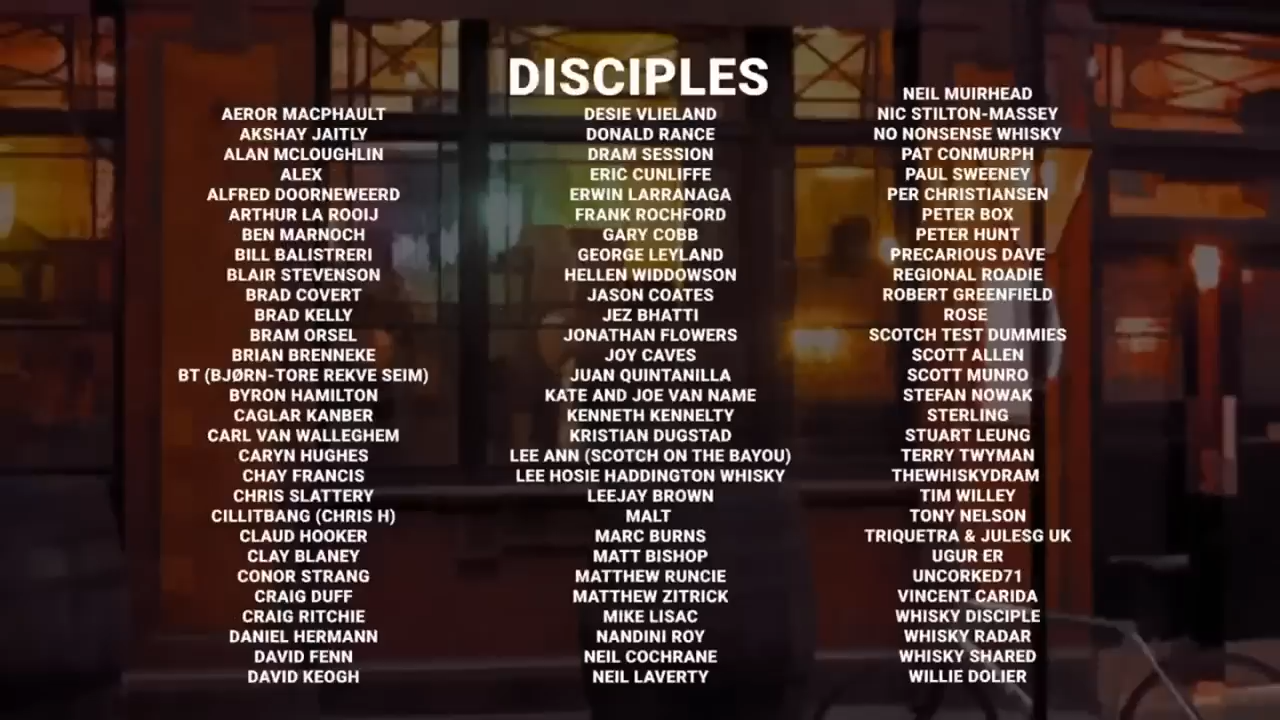 DISCIPLES
AEROR MACPHAULT
AKSHAY JAITLY
ALAN MCLOUGHLIN
ALEX
ALFRED DOORNEWEERD
ARTHUR LA ROOIJ
BEN MARNOCH
BILL BALISTRERI
BLAIR STEVENSON
BRAD COVERT
BRAD KELLY
BRAM ORSEL
BRIAN BRENNEKE
BT (BJØRN-TORE REKVE SEIM)
BYRON HAMILTON
CAGLAR KANBER
CARL VAN WALLEGHEM
CARYN HUGHES
CHAY FRANCIS
CHRIS SLATTERY
CILLITBANG (CHRIS H)
CLAUD HOOKER
CLAY BLANEY
CONOR STRANG
CRAIG DUFF
CRAIG RITCHIE
DANIEL HERMANN
DAVID FENN
DAVID KEOGH
DESIE VLIELAND
DONALD RANCE
DRAM SESSION
ERIC CUNLIFFE
ERWIN LARRANAGA
FRANK ROCHFORD
GARY COBB
GEORGE LEYLAND
HELLEN WIDDOWSON
JASON COATES
JEZ BHATTI
JONATHAN FLOWERS
JOY CAVES
JUAN QUINTANILLA
KATE AND JOE VAN NAME
KENNETH KENNELTY
KRISTIAN DUGSTAD
LEE ANN (SCOTCH ON THE BAYOU)
LEE HOSIE HADDINGTON WHISKY
LEEJAY BROWN
MALT
MARC BURNS
MATT BISHOP
MATTHEW RUNCIE
MATTHEW ZITRICK
MIKE LISAC
NANDINI ROY
NEIL COCHRANE
NEIL LAVERTY
NEIL MUIRHEAD
NIC STILTON-MASSEY
NO NONSENSE WHISKY
PAT CONMURPH
PAUL SWEENEY
PER CHRISTIANSEN
PETER BOX
PETER HUNT
PRECARIOUS DAVE
REGIONAL ROADIE
ROBERT GREENFIELD
ROSE
SCOTCH TEST DUMMIES
SCOTT ALLEN
SCOTT MUNRO
STEFAN NOWAK
STERLING
STUART LEUNG
TERRY TWYMAN
THEWHISKYDRAM
TIM WILLEY
TONY NELSON
TRIQUETRA & JULESG UK
UGUR ER
UNCORKED71
VINCENT CARIDA
WHISKY DISCIPLE
WHISKY RADAR
WHISKY SHARED
WILLIE DOLIER